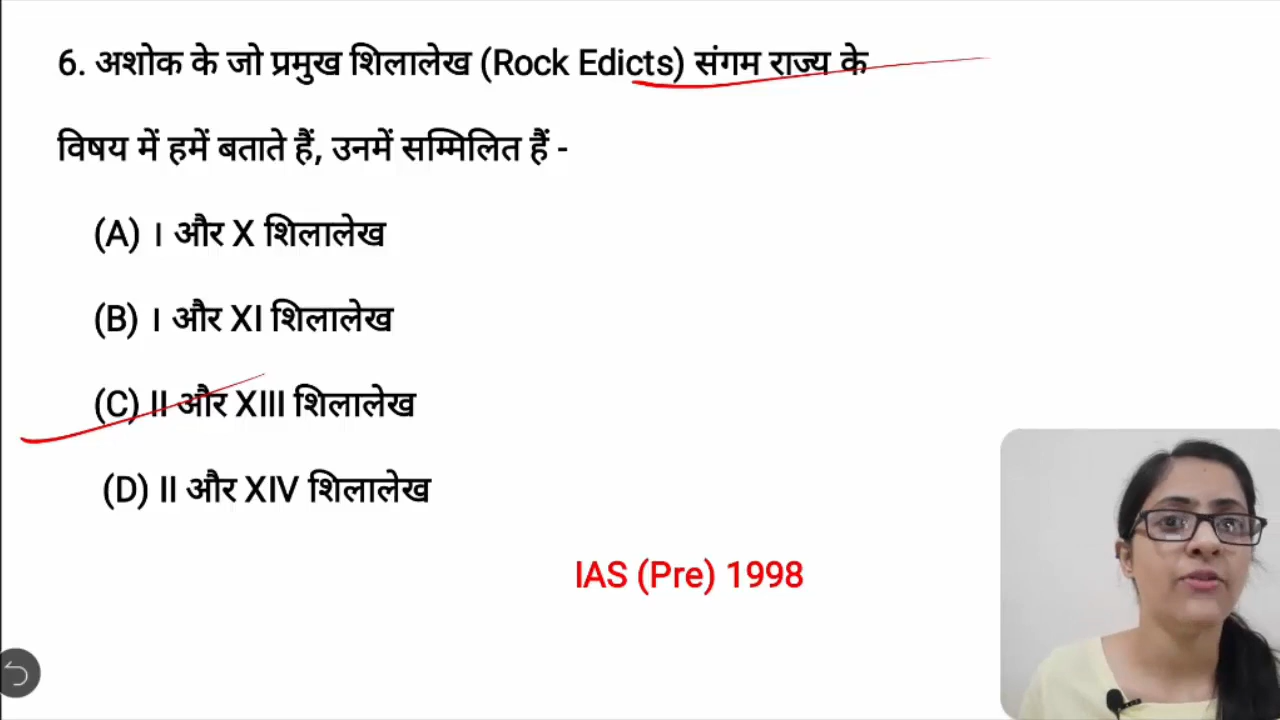 6. अशोक के जो प्रमुख शिलालेख (Rock Edicts) संगम राज्य के
विषय में हमें बताते हैं, उनमें सम्मिलित हैं -
(A) I और X शिलालेख
(B) I और XI शिलालेख
(C) II और XIII शिलालेख
(D) II और XIV शिलालेख
IAS (Pre) 1998